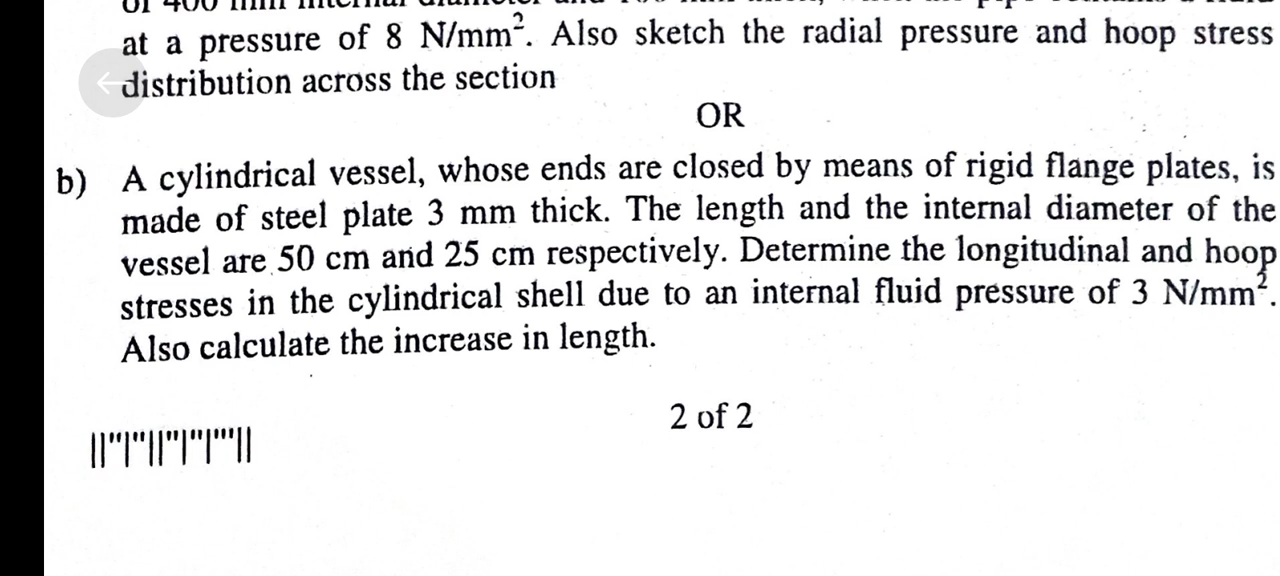 at a pressure of 8 N/mm². Also sketch the radial pressure and hoop stress
distribution across the section
OR
b) A cylindrical vessel, whose ends are closed by means of rigid flange plates, is
made of steel plate 3 mm thick. The length and the internal diameter of the
vessel are 50 cm and 25 cm respectively. Determine the longitudinal and hoop
stresses in the cylindrical shell due to an internal fluid pressure of 3 N/mm².
Also calculate the increase in length.
2 of 2